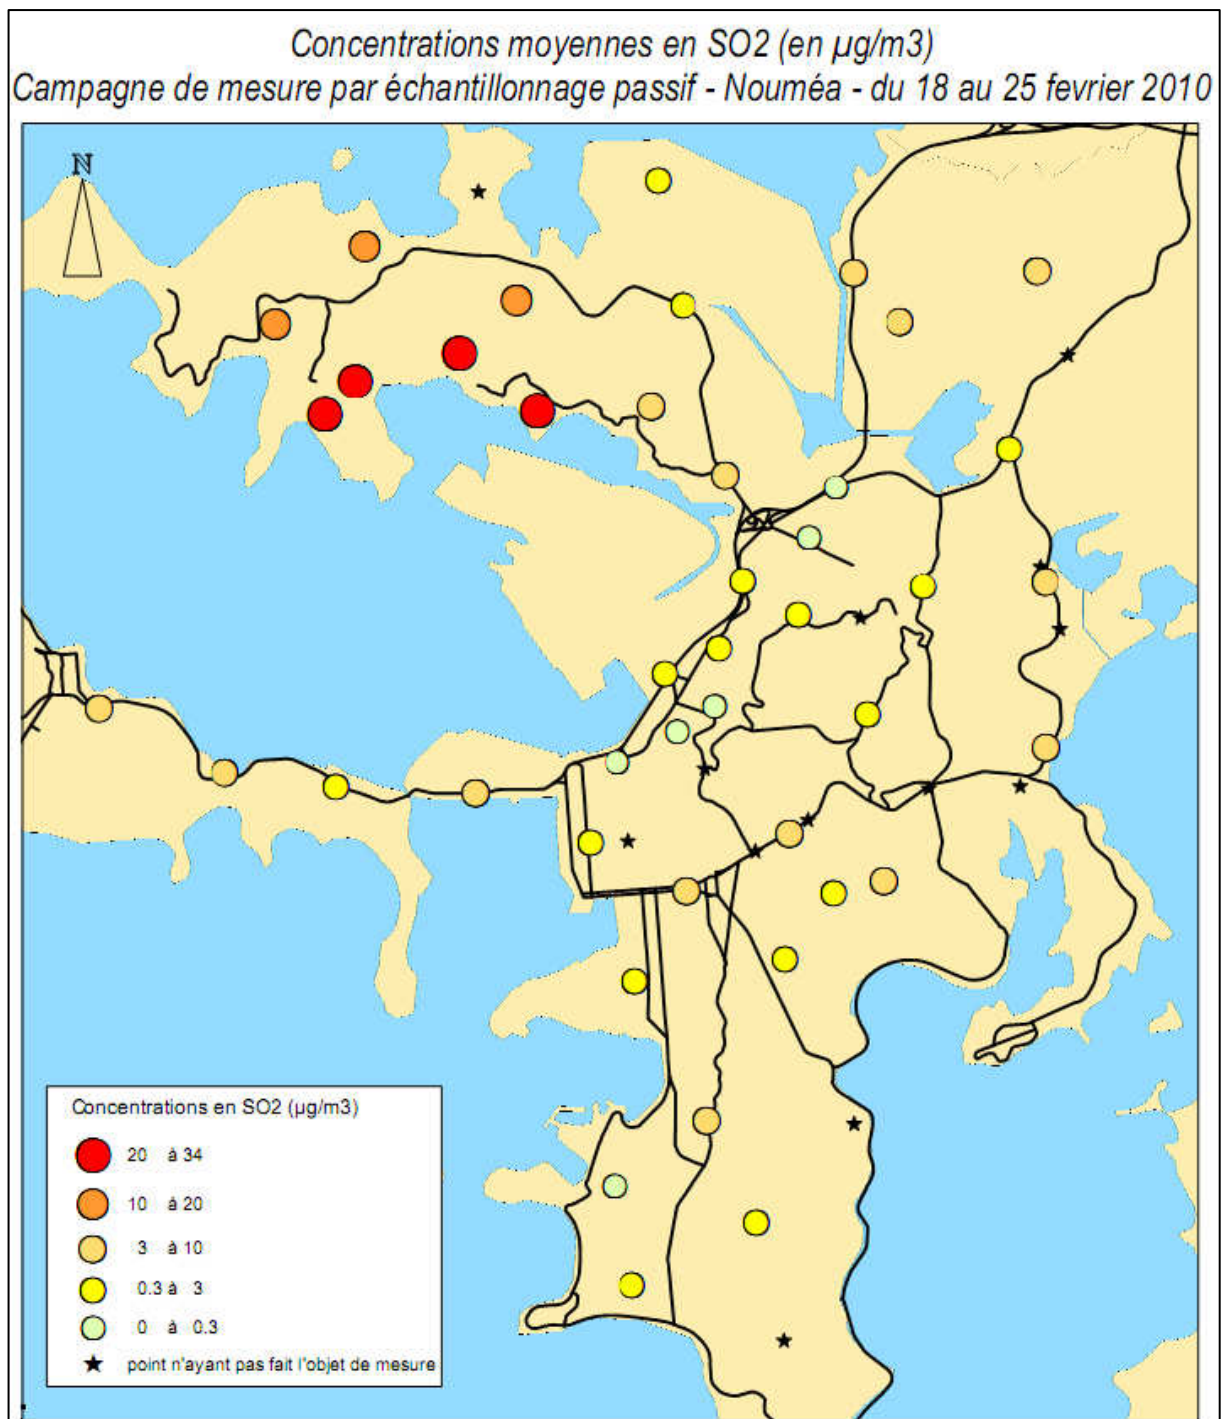 Concentrations moyennes en SO2 (en µg/m3)
Campagne de mesure par échantillonnage passif - Nouméa - du 18 au 25 fevrier 2010
N
Concentrations en SO2 (µg/m3)
20 à 34
10 à 20
3 à 10
0.3 à 3
0 à 0.3
point n'ayant pas fait l'objet de mesure